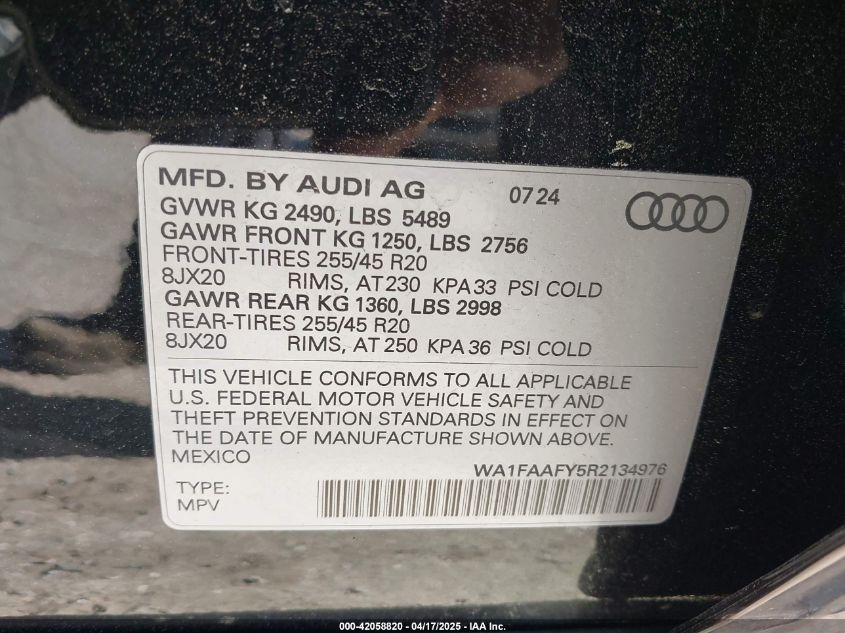 MFD. BY AUDI AG 07 24
GVWR KG 2490, LBS 5489
GAWR FRONT KG 1250, LBS 2756
FRONT-TIRES 255/45 R20
8JX20 RIMS, AT 230 KPA 33 PSI COLD
GAWR REAR KG 1360, LBS 2998
REAR-TIRES 255/45 R20
8JX20 RIMS, AT 250 KPA 36 PSI COLD
THIS VEHICLE CONFORMS TO ALL APPLICABLE
U.S. FEDERAL MOTOR VEHICLE SAFETY AND
THEFT PREVENTION STANDARDS IN EFFECT ON
THE DATE OF MANUFACTURE SHOWN ABOVE.
MEXICO WA1FAAFY5R2134976
TYPE:
MPV
000-42058820 - 04/17/2025 - IAA Inc.